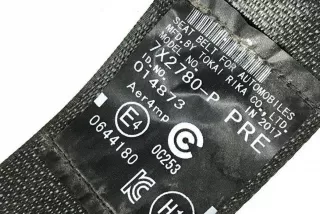 SEAT BELT FOR AUTOMOBILES
MFD.BY TOKAI RIKA CO., LTD.
MODEL NO. IN 2017
7X2780-P PRE
ID.NO.
014873
Aer4mp
E4
C
0C253
0644180